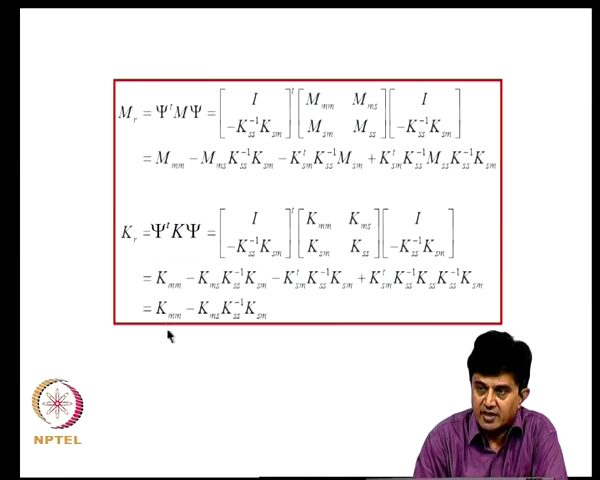 M_r = Ψ^t M Ψ = [I; −K_ss^{-1} K_sm]^t [M_mm M_ms; M_sm M_ss] [I; −K_ss^{-1} K_sm]
= M_mm − M_ms K_ss^{-1} K_sm − K_sm^t K_ss^{-1} M_sm + K_sm^t K_ss^{-1} M_ss K_ss^{-1} K_sm
K_r = Ψ^t K Ψ = [I; −K_ss^{-1} K_sm]^t [K_mm K_ms; K_sm K_ss] [I; −K_ss^{-1} K_sm]
= K_mm − K_ms K_ss^{-1} K_sm − K_sm^t K_ss^{-1} K_sm + K_sm^t K_ss^{-1} K_ss K_ss^{-1} K_sm
= K_mm − K_ms K_ss^{-1} K_sm
NPTEL